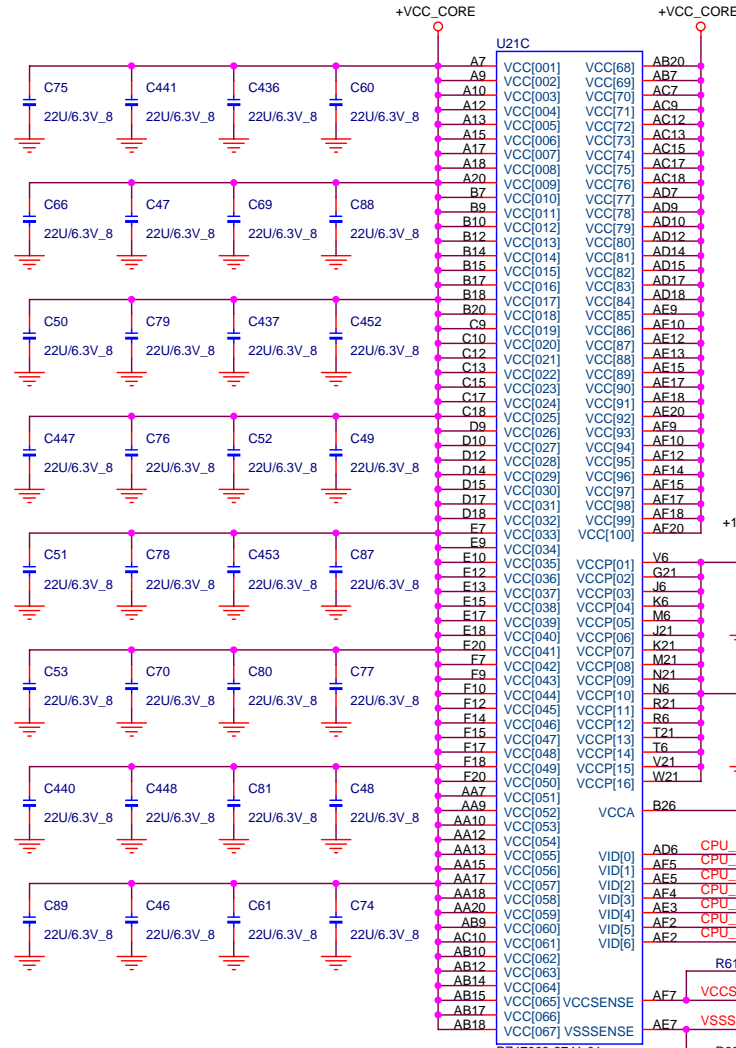 +VCC_CORE +VCC_CORE
U21C
C75 C441 C436 C60
22U/6.3V_8 22U/6.3V_8 22U/6.3V_8 22U/6.3V_8
C66 C47 C69 C88
22U/6.3V_8 22U/6.3V_8 22U/6.3V_8 22U/6.3V_8
C50 C79 C437 C452
22U/6.3V_8 22U/6.3V_8 22U/6.3V_8 22U/6.3V_8
C447 C76 C52 C49
22U/6.3V_8 22U/6.3V_8 22U/6.3V_8 22U/6.3V_8
C51 C78 C453 C87
22U/6.3V_8 22U/6.3V_8 22U/6.3V_8 22U/6.3V_8
C53 C70 C80 C77
22U/6.3V_8 22U/6.3V_8 22U/6.3V_8 22U/6.3V_8
C440 C448 C81 C48
22U/6.3V_8 22U/6.3V_8 22U/6.3V_8 22U/6.3V_8
C89 C46 C61 C74
22U/6.3V_8 22U/6.3V_8 22U/6.3V_8 22U/6.3V_8
A7 VCC[001] VCC[68] AB20
A9 VCC[002] VCC[69] AB7
A10 VCC[003] VCC[70] AC7
A12 VCC[004] VCC[71] AC9
A13 VCC[005] VCC[72] AC12
A15 VCC[006] VCC[73] AC13
A17 VCC[007] VCC[74] AC15
A18 VCC[008] VCC[75] AC17
A20 VCC[009] VCC[76] AC18
B7 VCC[010] VCC[77] AD7
B9 VCC[011] VCC[78] AD9
B10 VCC[012] VCC[79] AD10
B12 VCC[013] VCC[80] AD12
B14 VCC[014] VCC[81] AD14
B15 VCC[015] VCC[82] AD15
B17 VCC[016] VCC[83] AD17
B18 VCC[017] VCC[84] AD18
B20 VCC[018] VCC[85] AE9
C9 VCC[019] VCC[86] AE10
C10 VCC[020] VCC[87] AE12
C12 VCC[021] VCC[88] AE13
C13 VCC[022] VCC[89] AE15
C15 VCC[023] VCC[90] AE17
C17 VCC[024] VCC[91] AE18
C18 VCC[025] VCC[92] AE20
D9 VCC[026] VCC[93] AF9
D10 VCC[027] VCC[94] AF10
D12 VCC[028] VCC[95] AF12
D14 VCC[029] VCC[96] AF14
D15 VCC[030] VCC[97] AF15
D17 VCC[031] VCC[98] AF17
D18 VCC[032] VCC[99] AF18
E7 VCC[033] VCC[100] AF20 +1
E9 VCC[034]
E10 VCC[035] VCCP[01] V6
E12 VCC[036] VCCP[02] G21
E13 VCC[037] VCCP[03] J6
E15 VCC[038] VCCP[04] K6
E17 VCC[039] VCCP[05] M6
E18 VCC[040] VCCP[06] J21
E20 VCC[041] VCCP[07] K21
F7 VCC[042] VCCP[08] M21
F9 VCC[043] VCCP[09] N21
F10 VCC[044] VCCP[10] N6
F12 VCC[045] VCCP[11] R21
F14 VCC[046] VCCP[12] R6
F15 VCC[047] VCCP[13] T21
F17 VCC[048] VCCP[14] T6
F18 VCC[049] VCCP[15] V21
F20 VCC[050] VCCP[16] W21
AA7 VCC[051]
AA9 VCC[052] VCCA B26
AA10 VCC[053]
AA12 VCC[054]
AA13 VCC[055] VID[0] AD6 CPU_
AA15 VCC[056] VID[1] AF5 CPU_
AA17 VCC[057] VID[2] AE5 CPU_
AA18 VCC[058] VID[3] AF4 CPU_
AA20 VCC[059] VID[4] AE3 CPU_
AB9 VCC[060] VID[5] AF2 CPU_
AC10 VCC[061] VID[6] AE2 CPU_
AB10 VCC[062]
AB12 VCC[063] R61
AB14 VCC[064]
AB15 VCC[065] VCCSENSE AF7 VCCS
AB17 VCC[066]
AB18 VCC[067] VSSSENSE AE7 VSSS